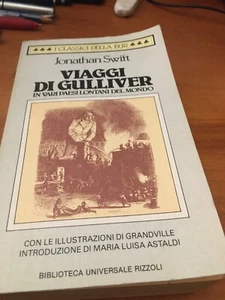 I CLASSICI DELLA BUR
Jonathan Swift
VIAGGI
DI GULLIVER
IN VARI PAESI LONTANI DEL MONDO
CON LE ILLUSTRAZIONI DI GRANDVILLE
INTRODUZIONE DI MARIA LUISA ASTALDI
BIBLIOTECA UNIVERSALE RIZZOLI